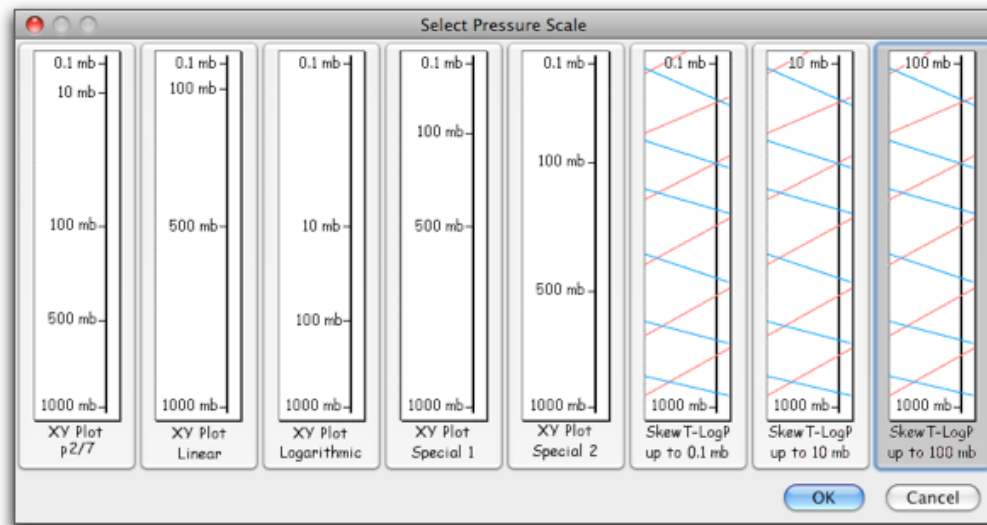 Select Pressure Scale
0.1 mb
10 mb
100 mb
500 mb
1000 mb
XY Plot
p2/7
0.1 mb
100 mb
500 mb
1000 mb
XY Plot
Linear
0.1 mb
10 mb
100 mb
1000 mb
XY Plot
Logarithmic
0.1 mb
100 mb
500 mb
1000 mb
XY Plot
Special 1
0.1 mb
100 mb
500 mb
1000 mb
XY Plot
Special 2
0.1 mb
1000 mb
SkewT-LogP
up to 0.1 mb
10 mb
1000 mb
SkewT-LogP
up to 10 mb
100 mb
1000 mb
SkewT-LogP
up to 100 mb
OK
Cancel